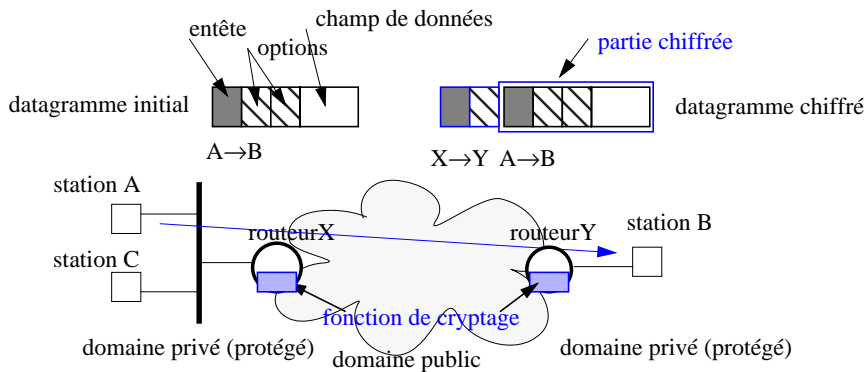 champ de données
entête
options
partie chiffrée
datagramme initial
datagramme chiffré
A→B
X→Y A→B
station A
routeurX
routeurY
station B
station C
fonction de cryptage
domaine privé (protégé)
domaine public
domaine privé (protégé)